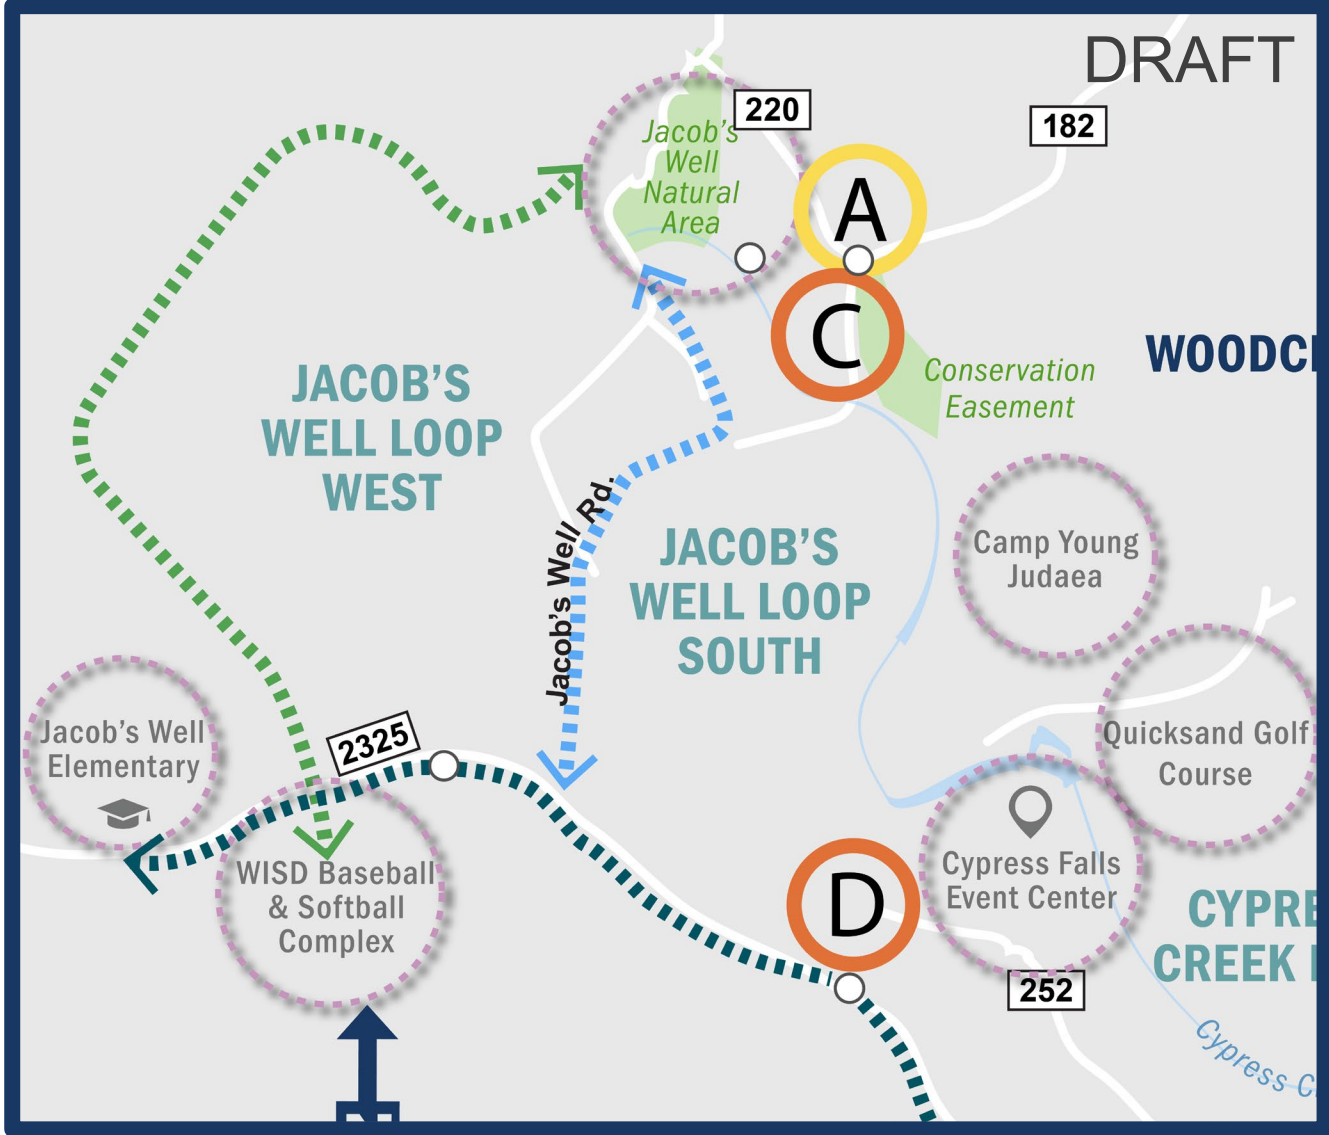 DRAFT
220
182
Jacob's
Well
Natural
Area
A
C
WOODC
Conservation
Easement
JACOB'S
WELL LOOP
WEST
Jacob's Well Rd.
JACOB'S
WELL LOOP
SOUTH
Camp Young
Judaea
Jacob's Well
Elementary
2325
Quicksand Golf
Course
WISD Baseball
& Softball
Complex
D
Cypress Falls
Event Center
252
CYPRE
CREEK
Cypress C